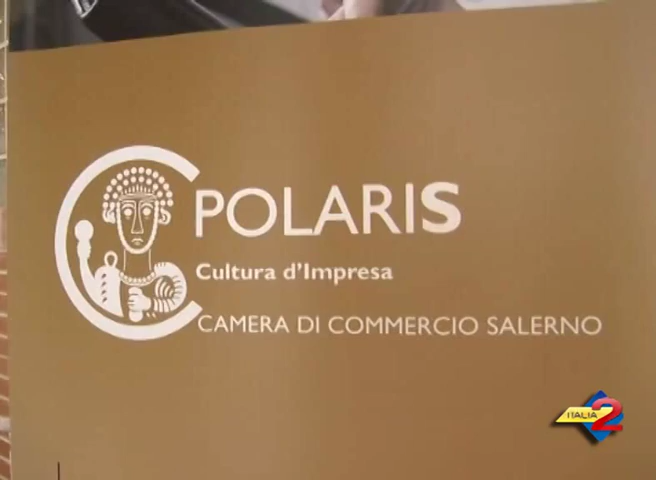 POLARIS
Cultura d'Impresa
CAMERA DI COMMERCIO SALERNO
ITALIA 2